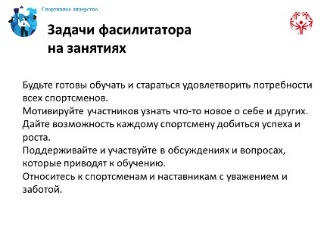 Спортивное лидерство
Задачи фасилитатора
на занятиях
Будьте готовы обучать и стараться удовлетворить потребности
всех спортсменов.
Мотивируйте участников узнать что-то новое о себе и других.
Дайте возможность каждому спортсмену добиться успеха и
роста.
Поддерживайте и участвуйте в обсуждениях и вопросах,
которые приводят к обучению.
Относитесь к спортсменам и наставникам с уважением и
заботой.